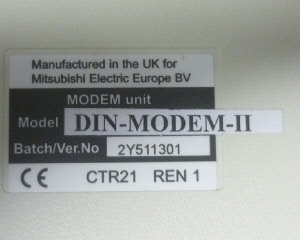 Manufactured in the UK for
Mitsubishi Electric Europe BV
MODEM unit
Model DIN-MODEM-II
Batch/Ver.No 2Y511301
CE CTR21 REN 1